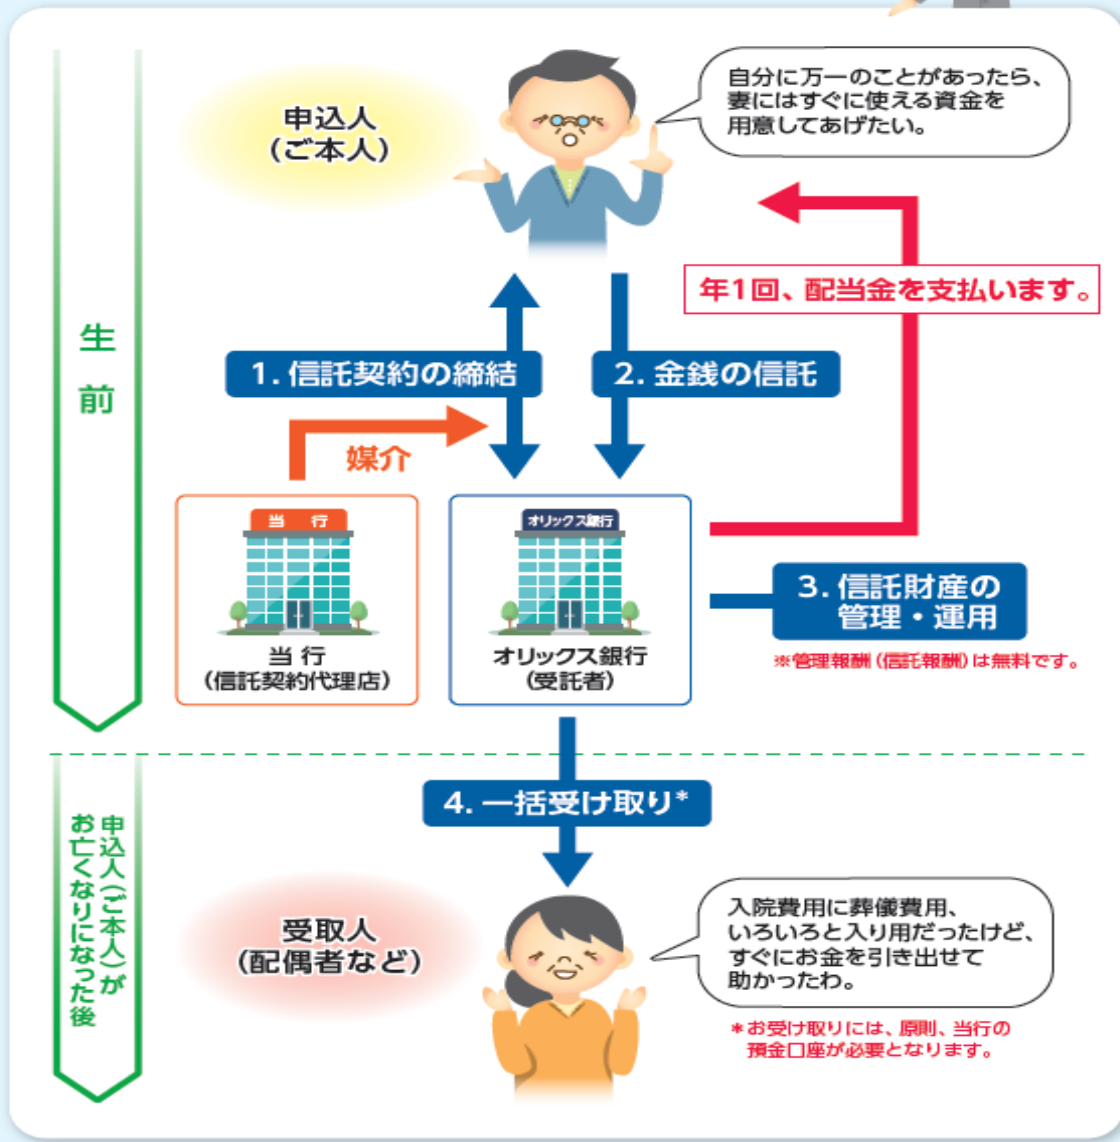 申込人
(ご本人)
自分に万一のことがあったら、
妻にはすぐに使える資金を
用意してあげたい。
年1回、配当金を支払います。
生前
1. 信託契約の締結
2. 金銭の信託
媒介
当 行
オリックス銀行
3. 信託財産の
管理・運用
※管理報酬(信託報酬)は無料です。
当 行
(信託契約代理店)
オリックス銀行
(受託者)
4. 一括受け取り*
申込人(ご本人)が
お亡くなりになった後
受取人
(配偶者など)
入院費用に葬儀費用、
いろいろと入り用だったけど、
すぐにお金を引き出せて
助かったわ。
*お受け取りには、原則、当行の
預金口座が必要となります。